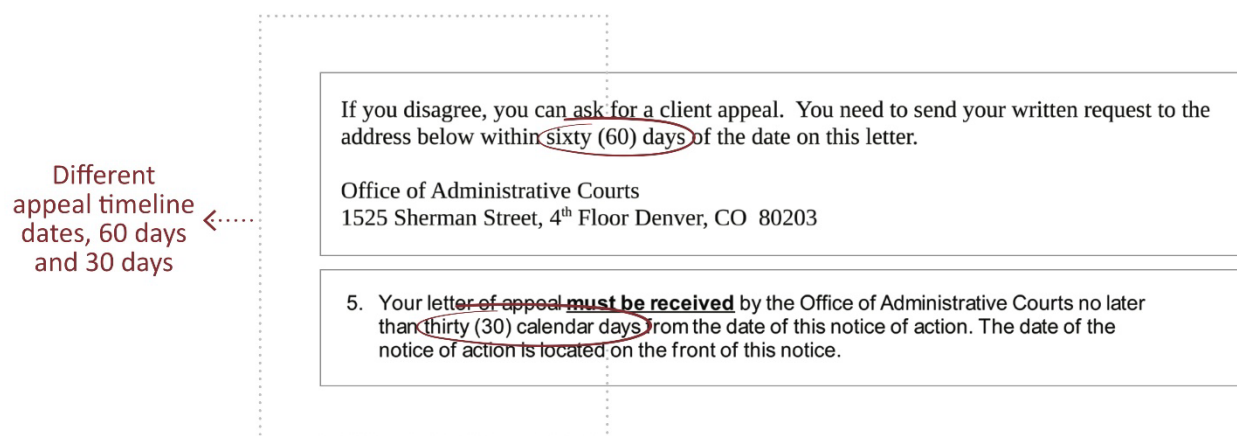 If you disagree, you can ask for a client appeal.  You need to send your written request to the
address below within sixty (60) days of the date on this letter.
Office of Administrative Courts
1525 Sherman Street, 4th Floor Denver, CO  80203
Different
appeal timeline
dates, 60 days
and 30 days
5. Your letter of appeal must be received by the Office of Administrative Courts no later
than thirty (30) calendar days from the date of this notice of action. The date of the
notice of action is located on the front of this notice.